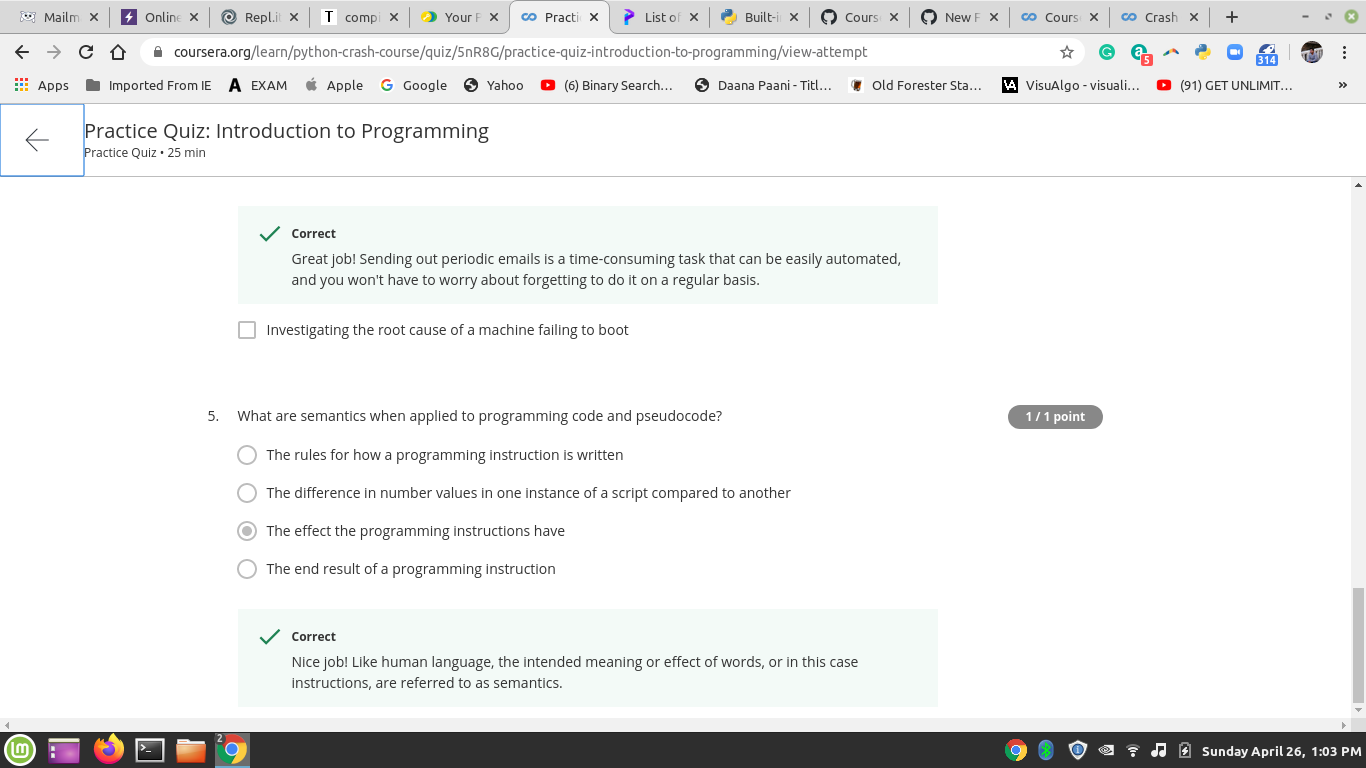 Mailm
Online
Repl.i
compl
Your P
Practi
List of
Built-i
Cours
New F
Cours
Crash
coursera.org/learn/python-crash-course/quiz/5nR8G/practice-quiz-introduction-to-programming/view-attempt
5
314
Apps
Imported From IE
EXAM
Apple
Google
Yahoo
(6) Binary Search...
Daana Paani - Titl...
Old Forester Sta...
VisuAlgo - visuali...
(91) GET UNLIMIT...
»
Practice Quiz: Introduction to Programming
Practice Quiz • 25 min
Correct
Great job! Sending out periodic emails is a time-consuming task that can be easily automated,
and you won't have to worry about forgetting to do it on a regular basis.
Investigating the root cause of a machine failing to boot
5. What are semantics when applied to programming code and pseudocode?
1 / 1 point
The rules for how a programming instruction is written
The difference in number values in one instance of a script compared to another
The effect the programming instructions have
The end result of a programming instruction
Correct
Nice job! Like human language, the intended meaning or effect of words, or in this case
instructions, are referred to as semantics.
2
Sunday April 26, 1:03 PM